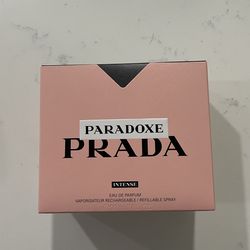 PARADOXE
PRADA
INTENSE
EAU DE PARFUM
VAPORISATEUR RECHARGEABLE / REFILLABLE SPRAY